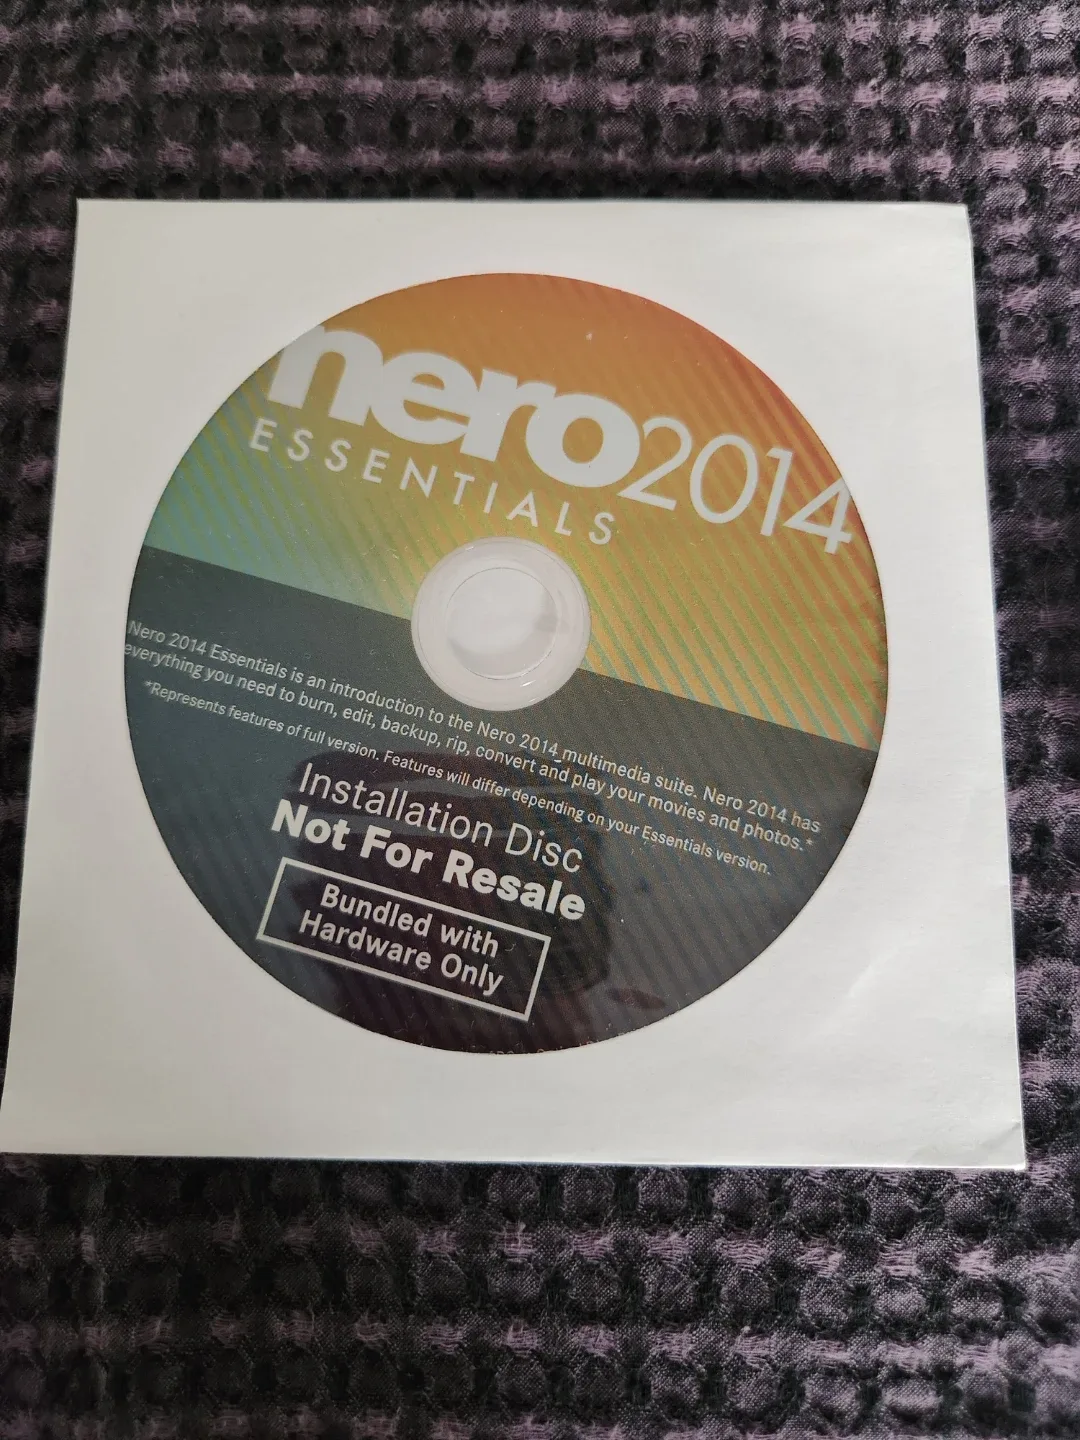 nero2014
ESSENTIALS
Nero 2014 Essentials is an introduction to the Nero 2014 multimedia suite. Nero 2014 has
everything you need to burn, edit, backup, rip, convert and play your movies and photos.*
*Represents features of full version. Features will differ depending on your Essentials version.
Installation Disc
Not For Resale
Bundled with
Hardware Only